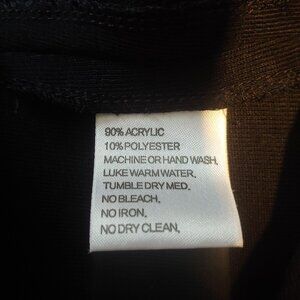 90% ACRYLIC
10% POLYESTER
MACHINE OR HAND WASH,
LUKE WARM WATER,
TUMBLE DRY MED,
NO BLEACH,
NO IRON,
NO DRY CLEAN,